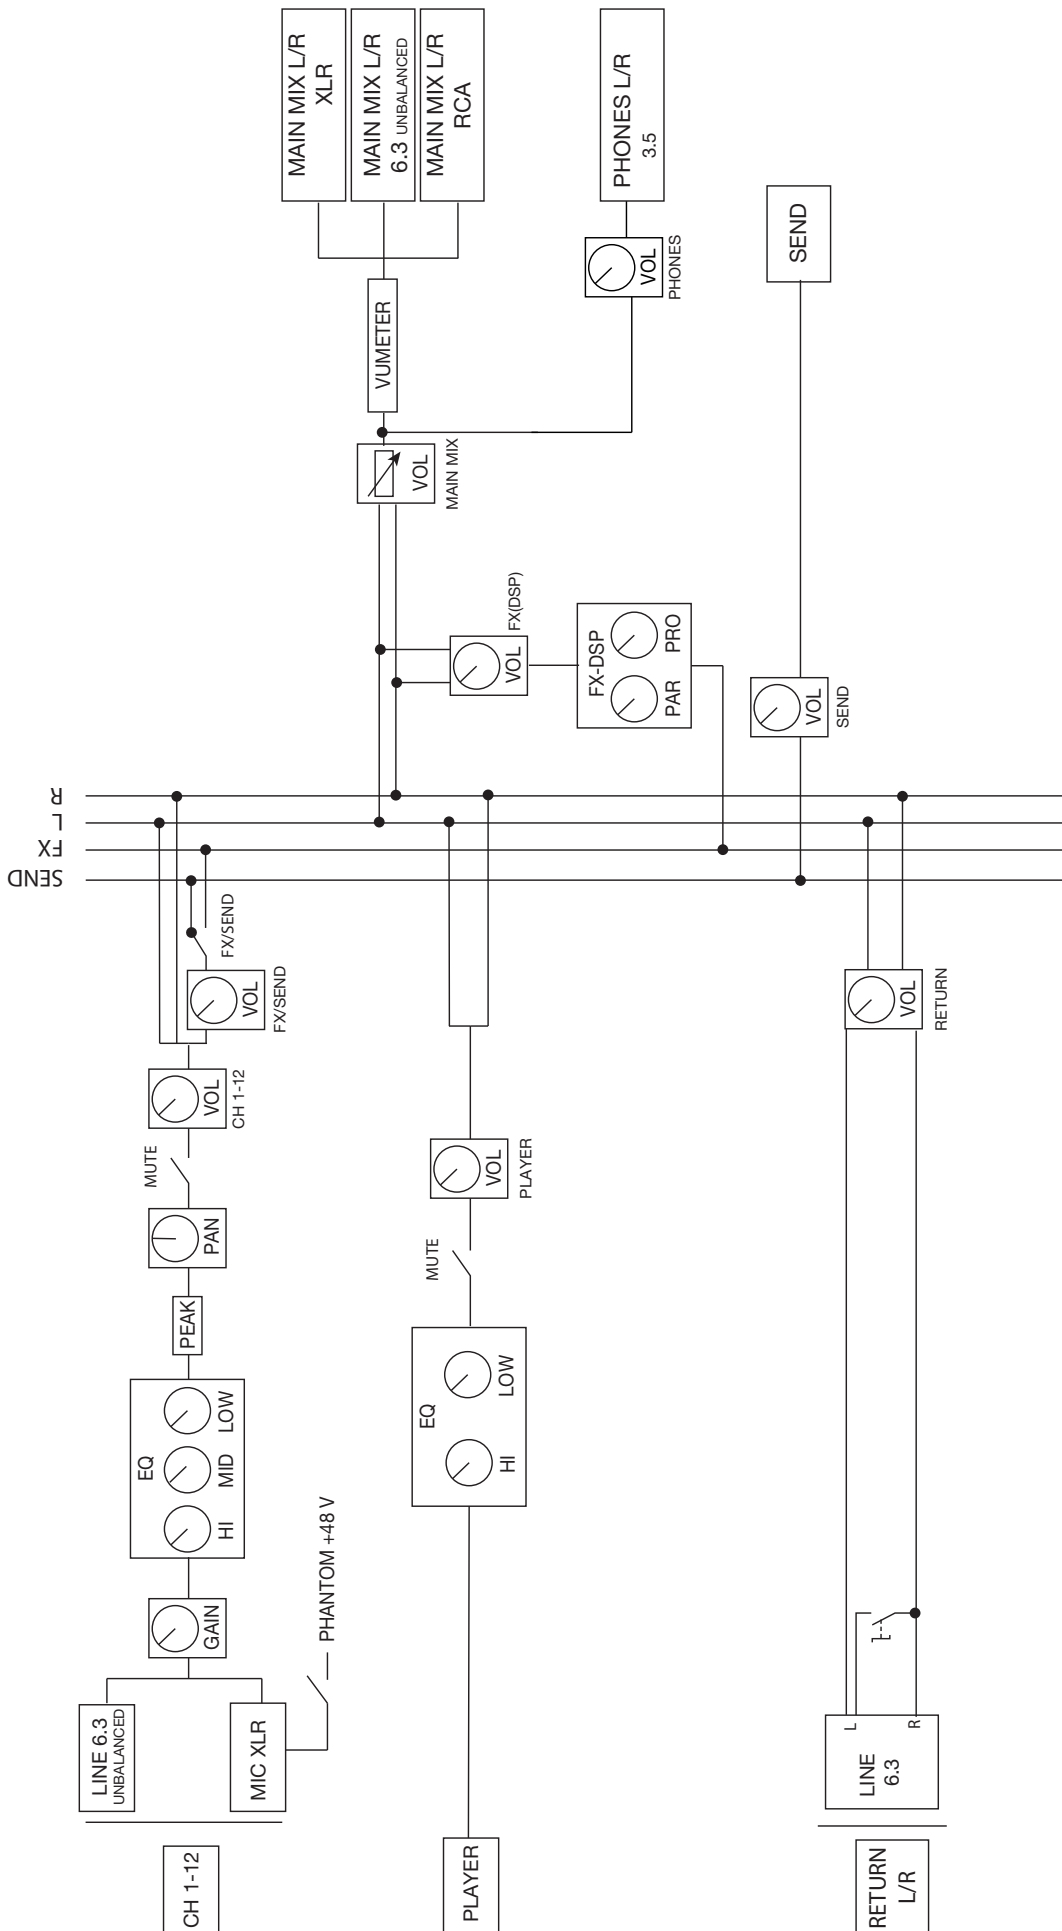 CH 1-12
LINE 6.3
UNBALANCED
MIC XLR
PHANTOM +48 V
GAIN
EQ
HI
MID
LOW
PEAK
PAN
MUTE
VOL
CH 1-12
VOL
FX/SEND
FX/SEND
SEND
FX
L
R
PLAYER
EQ
HI
LOW
MUTE
VOL
PLAYER
RETURN
L/R
LINE
6.3
L
R
VOL
RETURN
VOL
MAIN MIX
VUMETER
MAIN MIX L/R
XLR
MAIN MIX L/R
6.3 UNBALANCED
MAIN MIX L/R
RCA
VOL
FX(DSP)
FX-DSP
PAR
PRO
VOL
PHONES
PHONES L/R
3.5
VOL
SEND
SEND